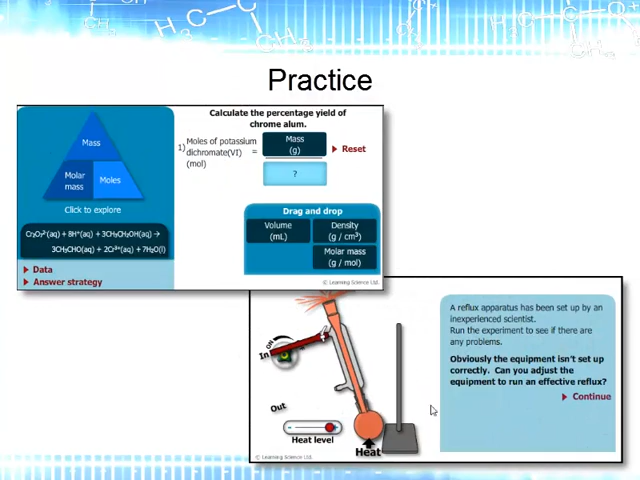 Practice
Mass
Molar
mass
Moles
Click to explore
Cr₂O₇²⁻(aq) + 8H⁺(aq) + 3CH₃CH₂OH(aq) →
3CH₃CHO(aq) + 2Cr³⁺(aq) + 7H₂O(l)
Data
Answer strategy
Calculate the percentage yield of
chrome alum.
1) Moles of potassium
dichromate(VI) =
(mol)
Mass
(g)
?
Reset
Drag and drop
Volume
(mL)
Density
(g / cm³)
Molar mass
(g / mol)
© Learning Science Ltd.
ON
In
Out
Heat level
Heat
© Learning Science Ltd.
A reflux apparatus has been set up by an
inexperienced scientist.
Run the experiment to see if there are
any problems.
Obviously the equipment isn't set up
correctly. Can you adjust the
equipment to run an effective reflux?
Continue